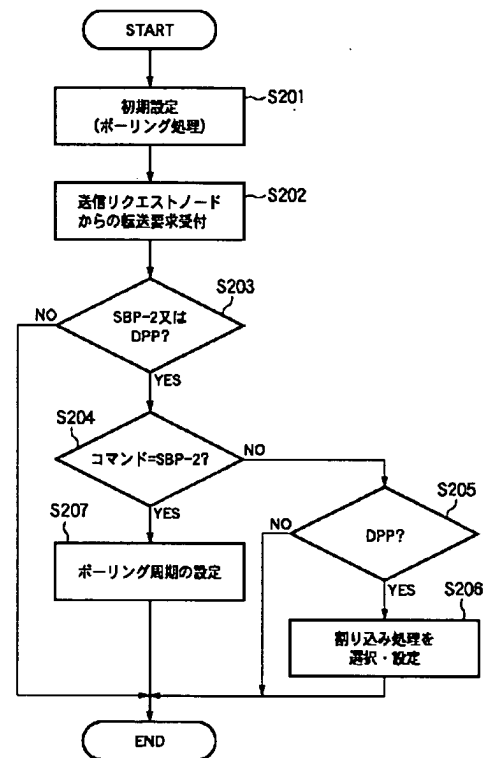 START
S201
初期設定
(ポーリング処理)
S202
送信リクエストノード
からの転送要求受付
S203
NO
SBP-2又は
DPP?
YES
S204
コマンド=SBP-2?
NO
YES
S205
NO
DPP?
YES
S207
ポーリング周期の設定
S206
割り込み処理を
選択・設定
END